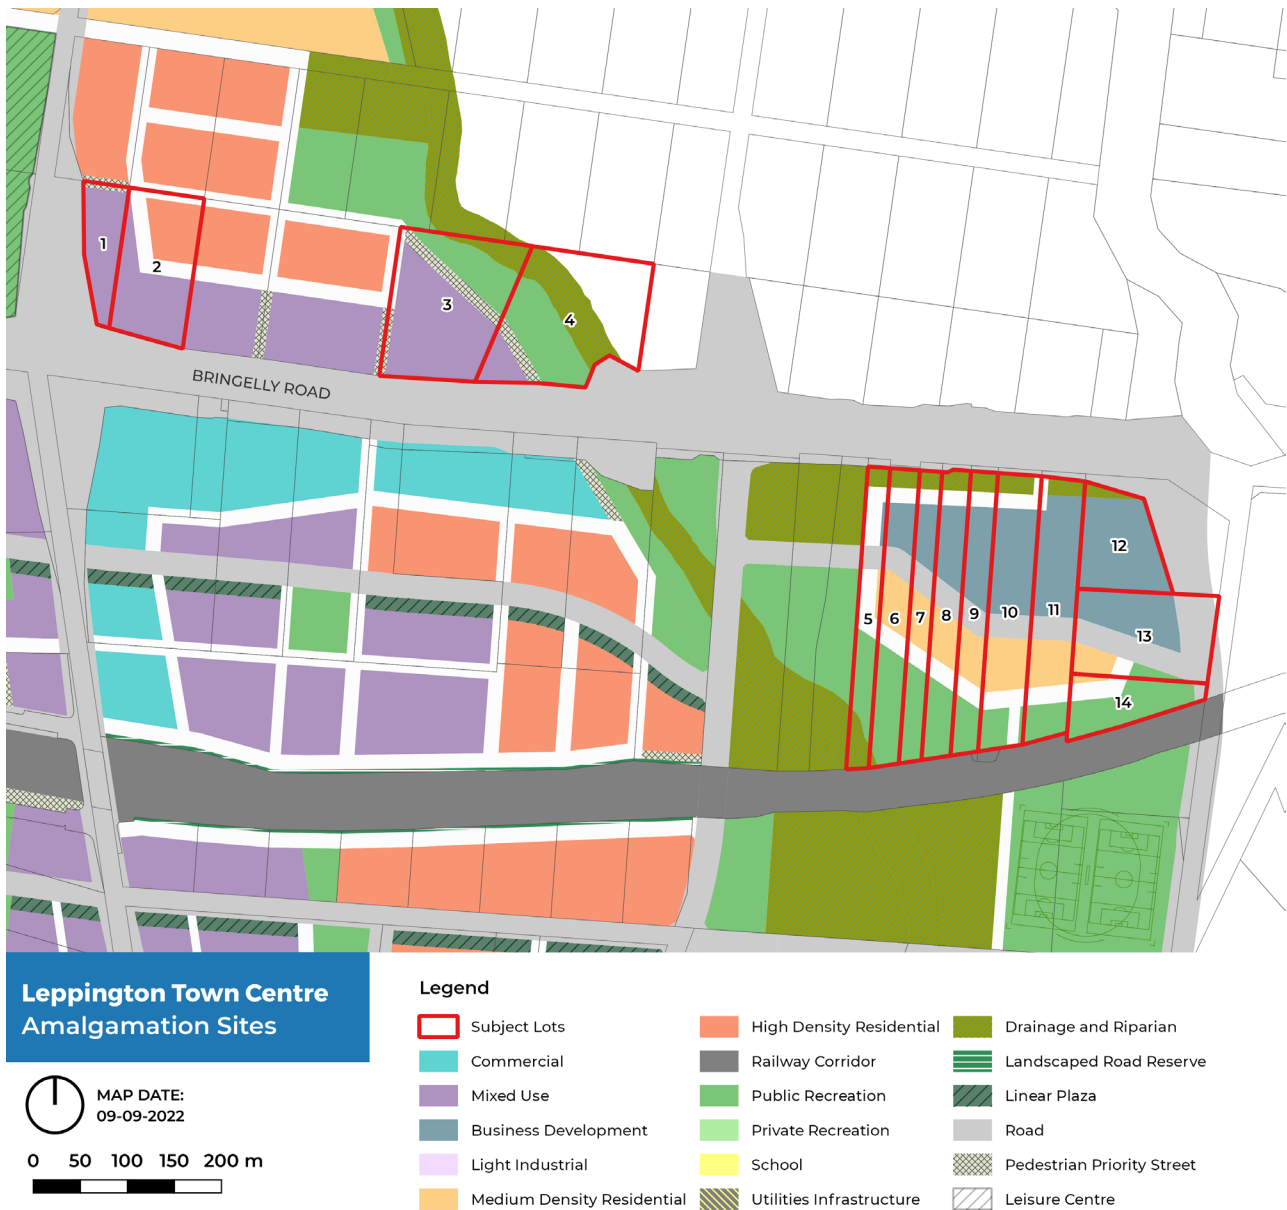 1
2
3
4
BRINGELLY ROAD
12
5
6
7
8
9
10
11
13
14
Leppington Town Centre
Amalgamation Sites
MAP DATE:
09-09-2022
0 50 100 150 200 m
Legend
Subject Lots
Commercial
Mixed Use
Business Development
Light Industrial
Medium Density Residential
High Density Residential
Railway Corridor
Public Recreation
Private Recreation
School
Utilities Infrastructure
Drainage and Riparian
Landscaped Road Reserve
Linear Plaza
Road
Pedestrian Priority Street
Leisure Centre